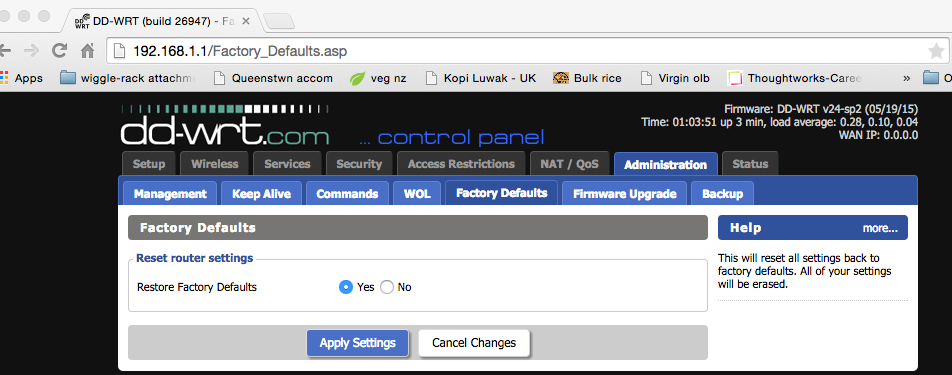 DD-WRT (build 26947) - Fa
192.168.1.1/Factory_Defaults.asp
Apps wiggle-rack attachm Queenstwn accom veg nz Kopi Luwak - UK Bulk rice Virgin olb Thoughtworks-Caree » O
dd-wrt.com ... control panel
Firmware: DD-WRT v24-sp2 (05/19/15)
Time: 01:03:51 up 3 min, load average: 0.28, 0.10, 0.04
WAN IP: 0.0.0.0
Setup Wireless Services Security Access Restrictions NAT / QoS Administration Status
Management Keep Alive Commands WOL Factory Defaults Firmware Upgrade Backup
Factory Defaults
Reset router settings
Restore Factory Defaults Yes No
Apply Settings Cancel Changes
Help more...
This will reset all settings back to
factory defaults. All of your settings
will be erased.